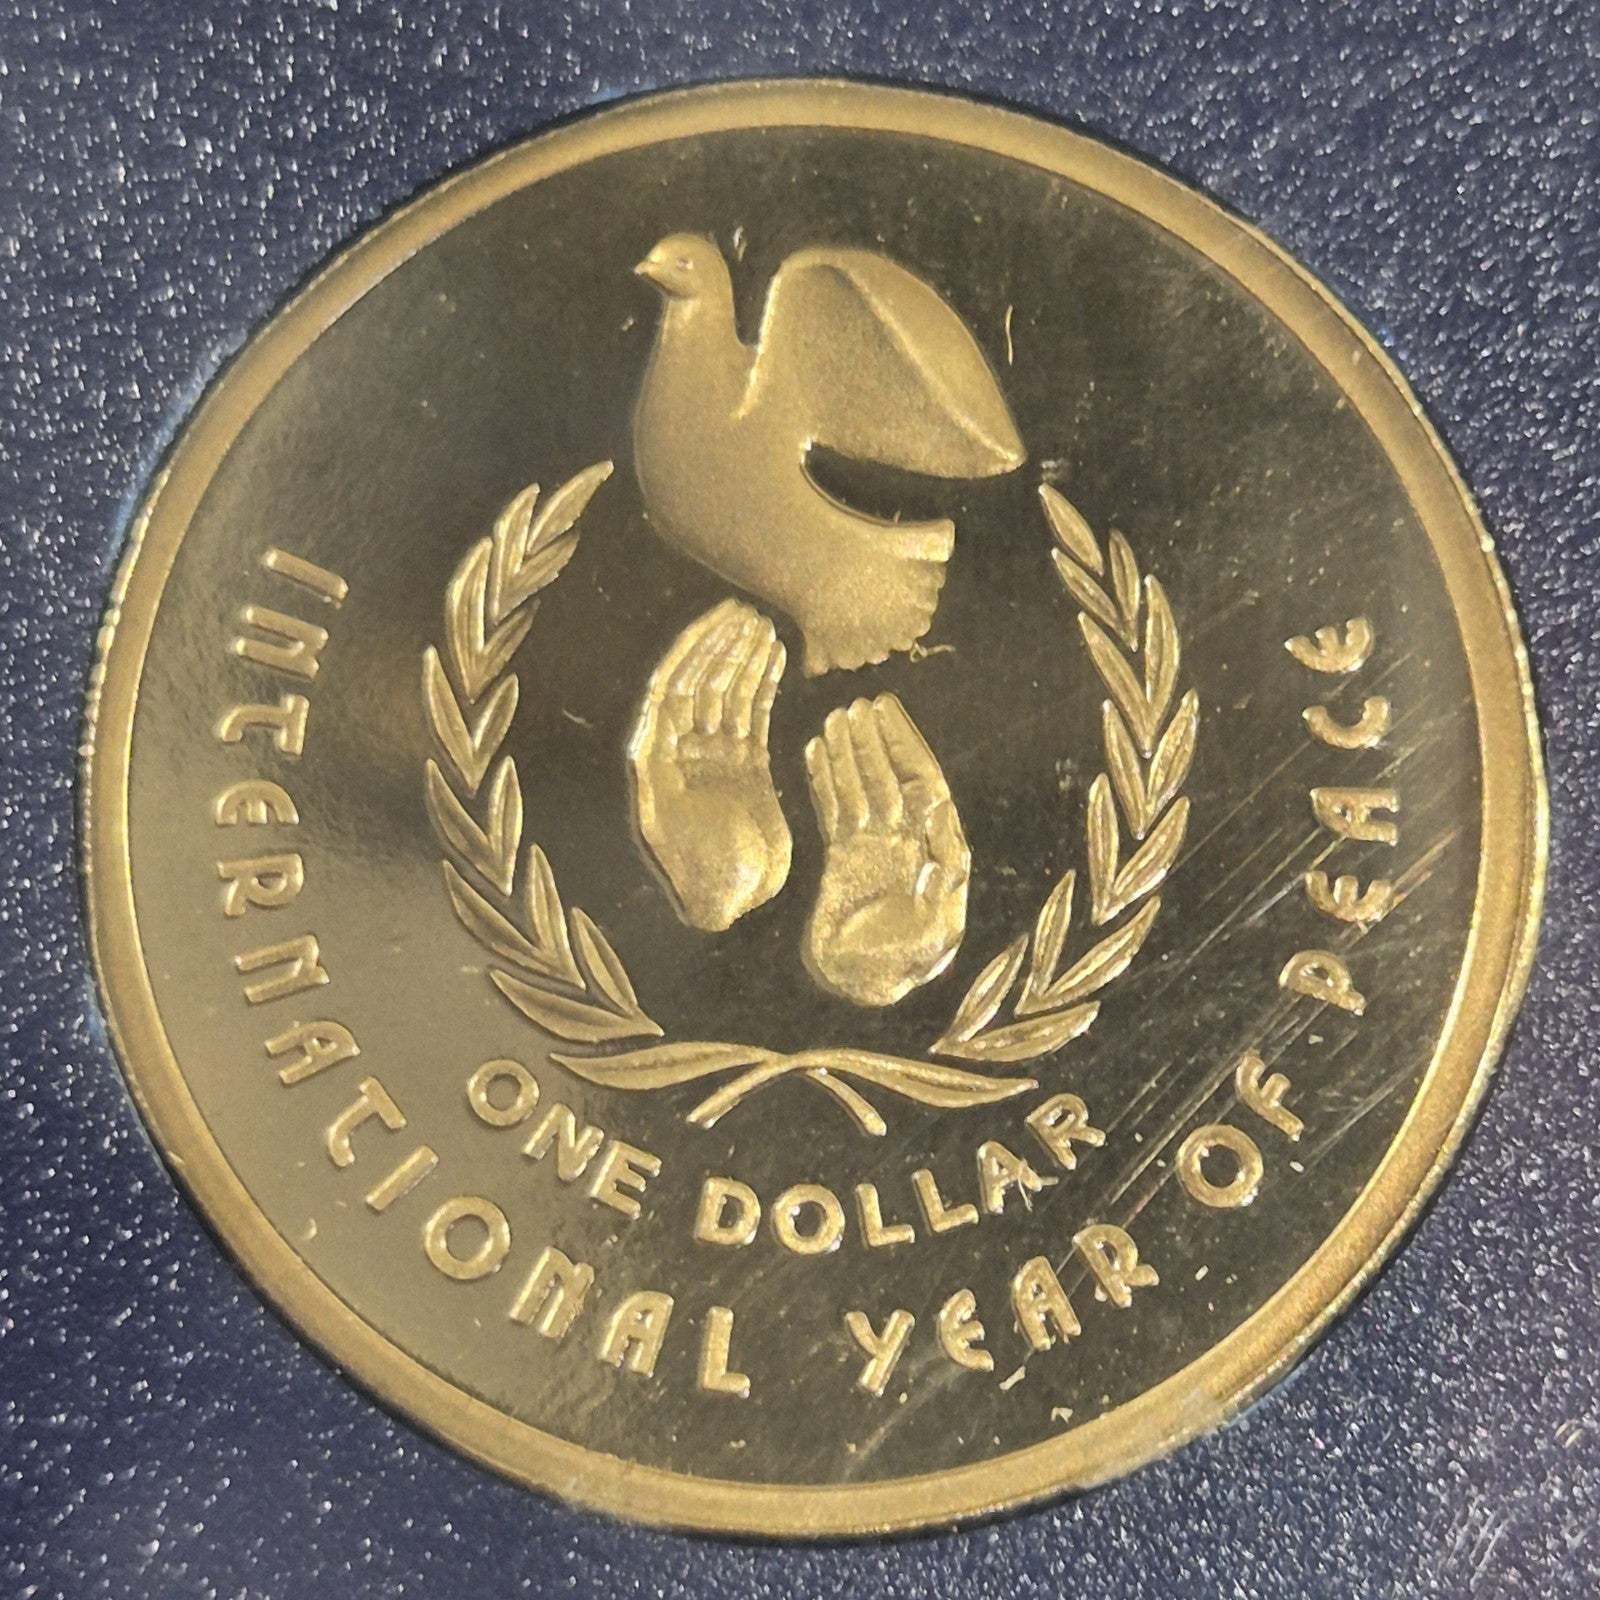 ONE DOLLAR
INTERNATIONAL YEAR OF PEACE